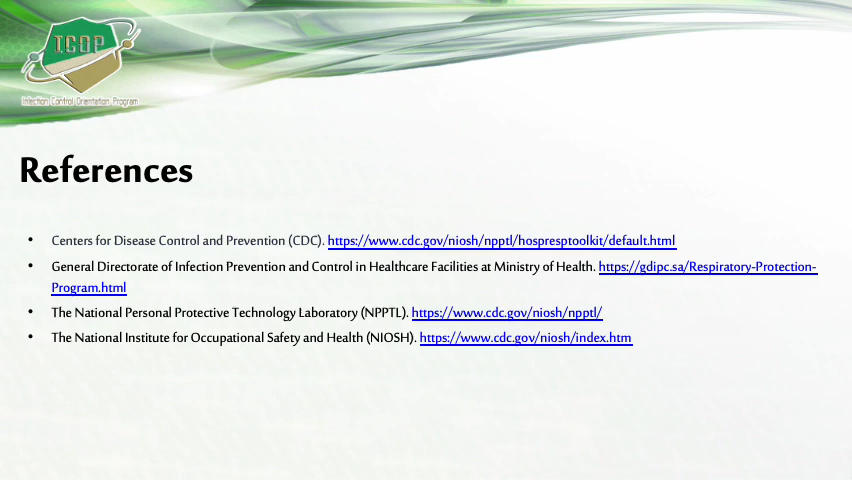 ICOP
Infection Control Orientation Program
References
• Centers for Disease Control and Prevention (CDC). https://www.cdc.gov/niosh/npptl/hospresptoolkit/default.html
• General Directorate of Infection Prevention and Control in Healthcare Facilities at Ministry of Health. https://gdipc.sa/Respiratory-Protection-
Program.html
• The National Personal Protective Technology Laboratory (NPPTL). https://www.cdc.gov/niosh/npptl/
• The National Institute for Occupational Safety and Health (NIOSH). https://www.cdc.gov/niosh/index.htm